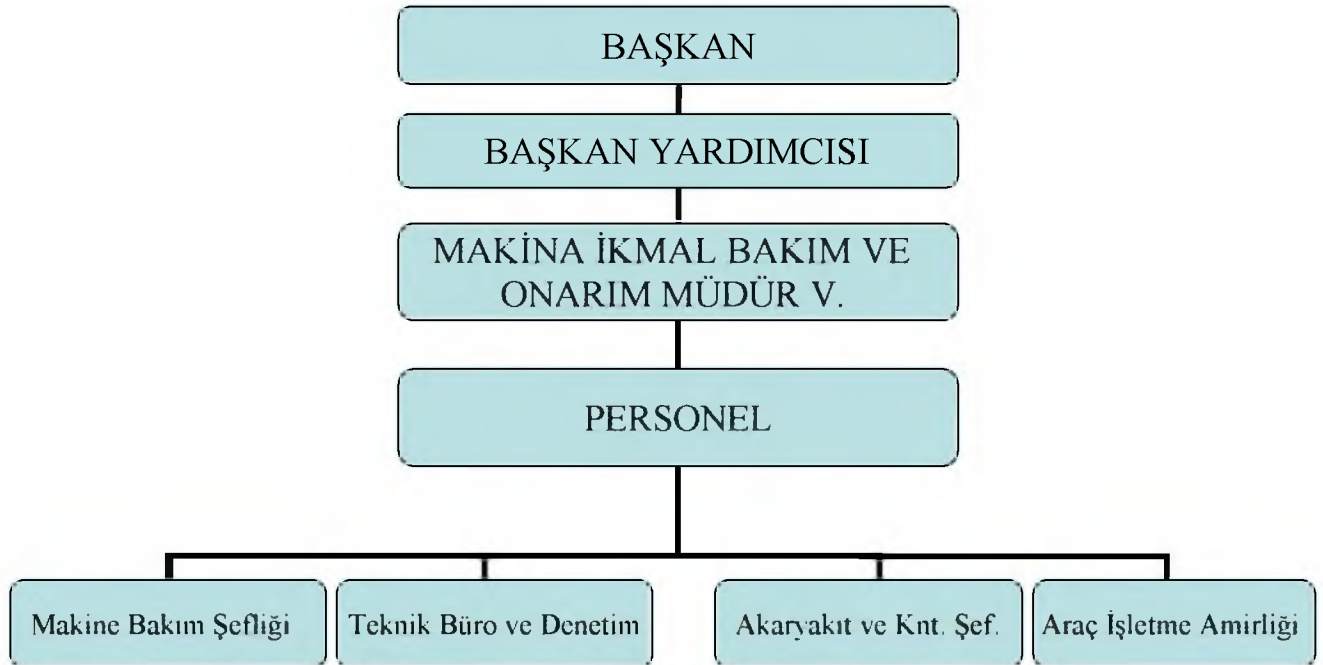 BAŞKAN
BAŞKAN YARDIMCISI
MAKİNA İKMAL BAKIM VE
ONARIM MÜDÜR V.
PERSONEL
Makine Bakım Şefliği
Teknik Büro ve Denetim
Akaryakıt ve Knt. Şef.
Araç İşletme Amirliği